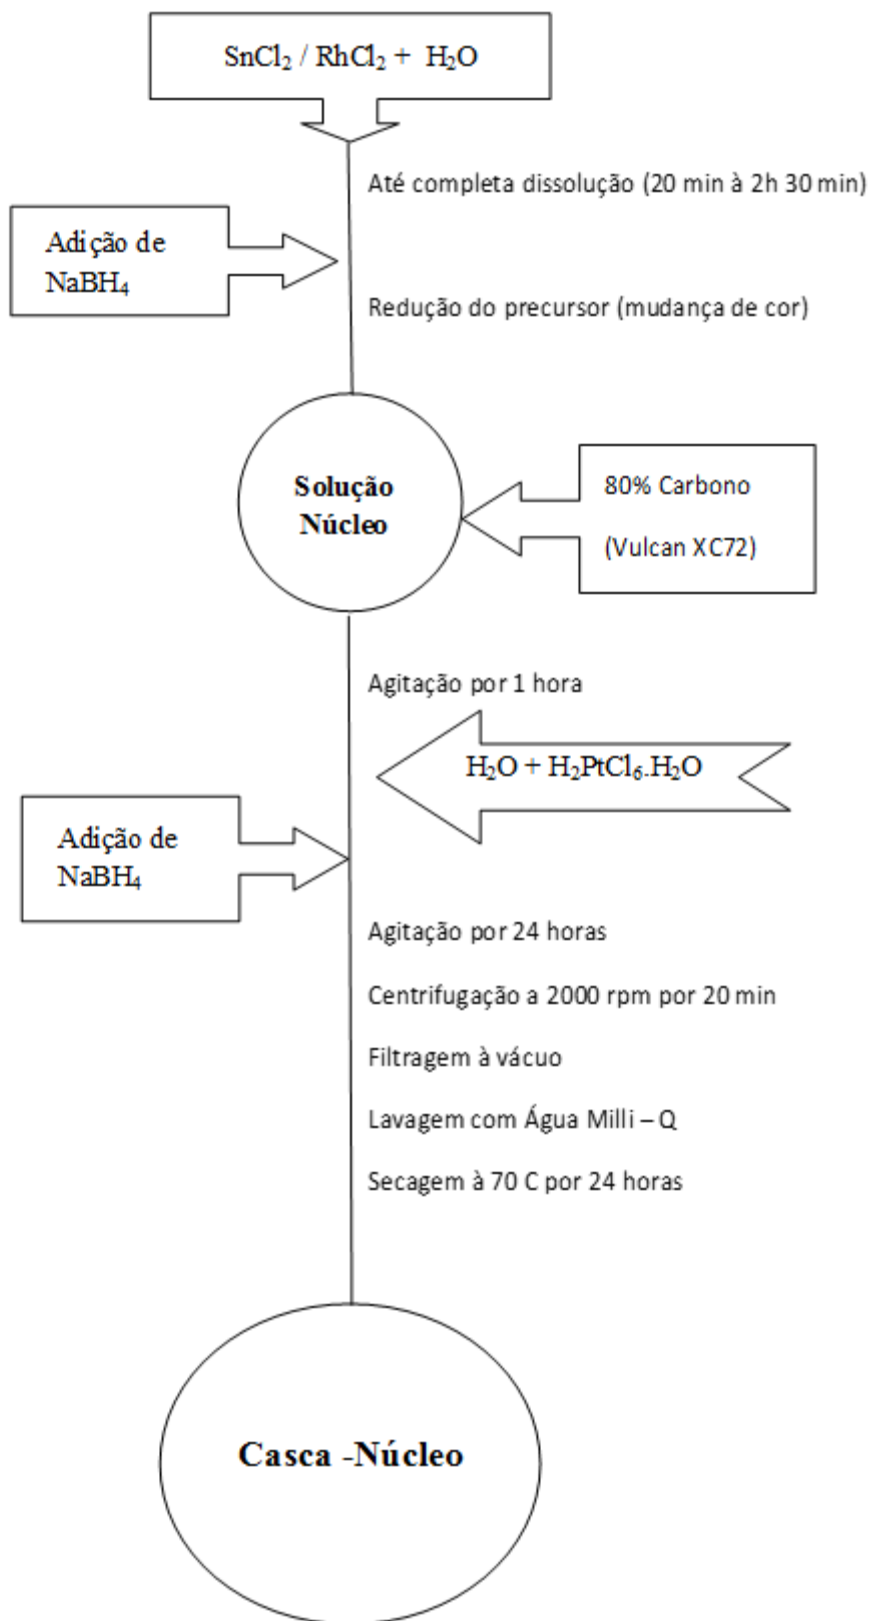 SnCl₂ / RhCl₂ + H₂O
Até completa dissolução (20 min à 2h 30 min)
Adição de
NaBH₄
Redução do precursor (mudança de cor)
Solução
Núcleo
80% Carbono
(Vulcan XC72)
Agitação por 1 hora
H₂O + H₂PtCl₆.H₂O
Adição de
NaBH₄
Agitação por 24 horas
Centrifugação a 2000 rpm por 20 min
Filtragem à vácuo
Lavagem com Água Milli – Q
Secagem à 70 C por 24 horas
Casca -Núcleo